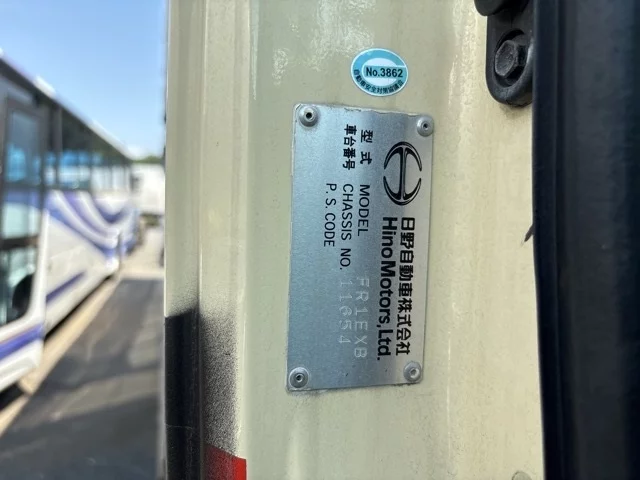 No.3862
日野自動車株式会社
HinoMotors,Ltd.
型式 MODEL FR1EXB
車台番号 CHASSIS NO. 11654
P.S.CODE